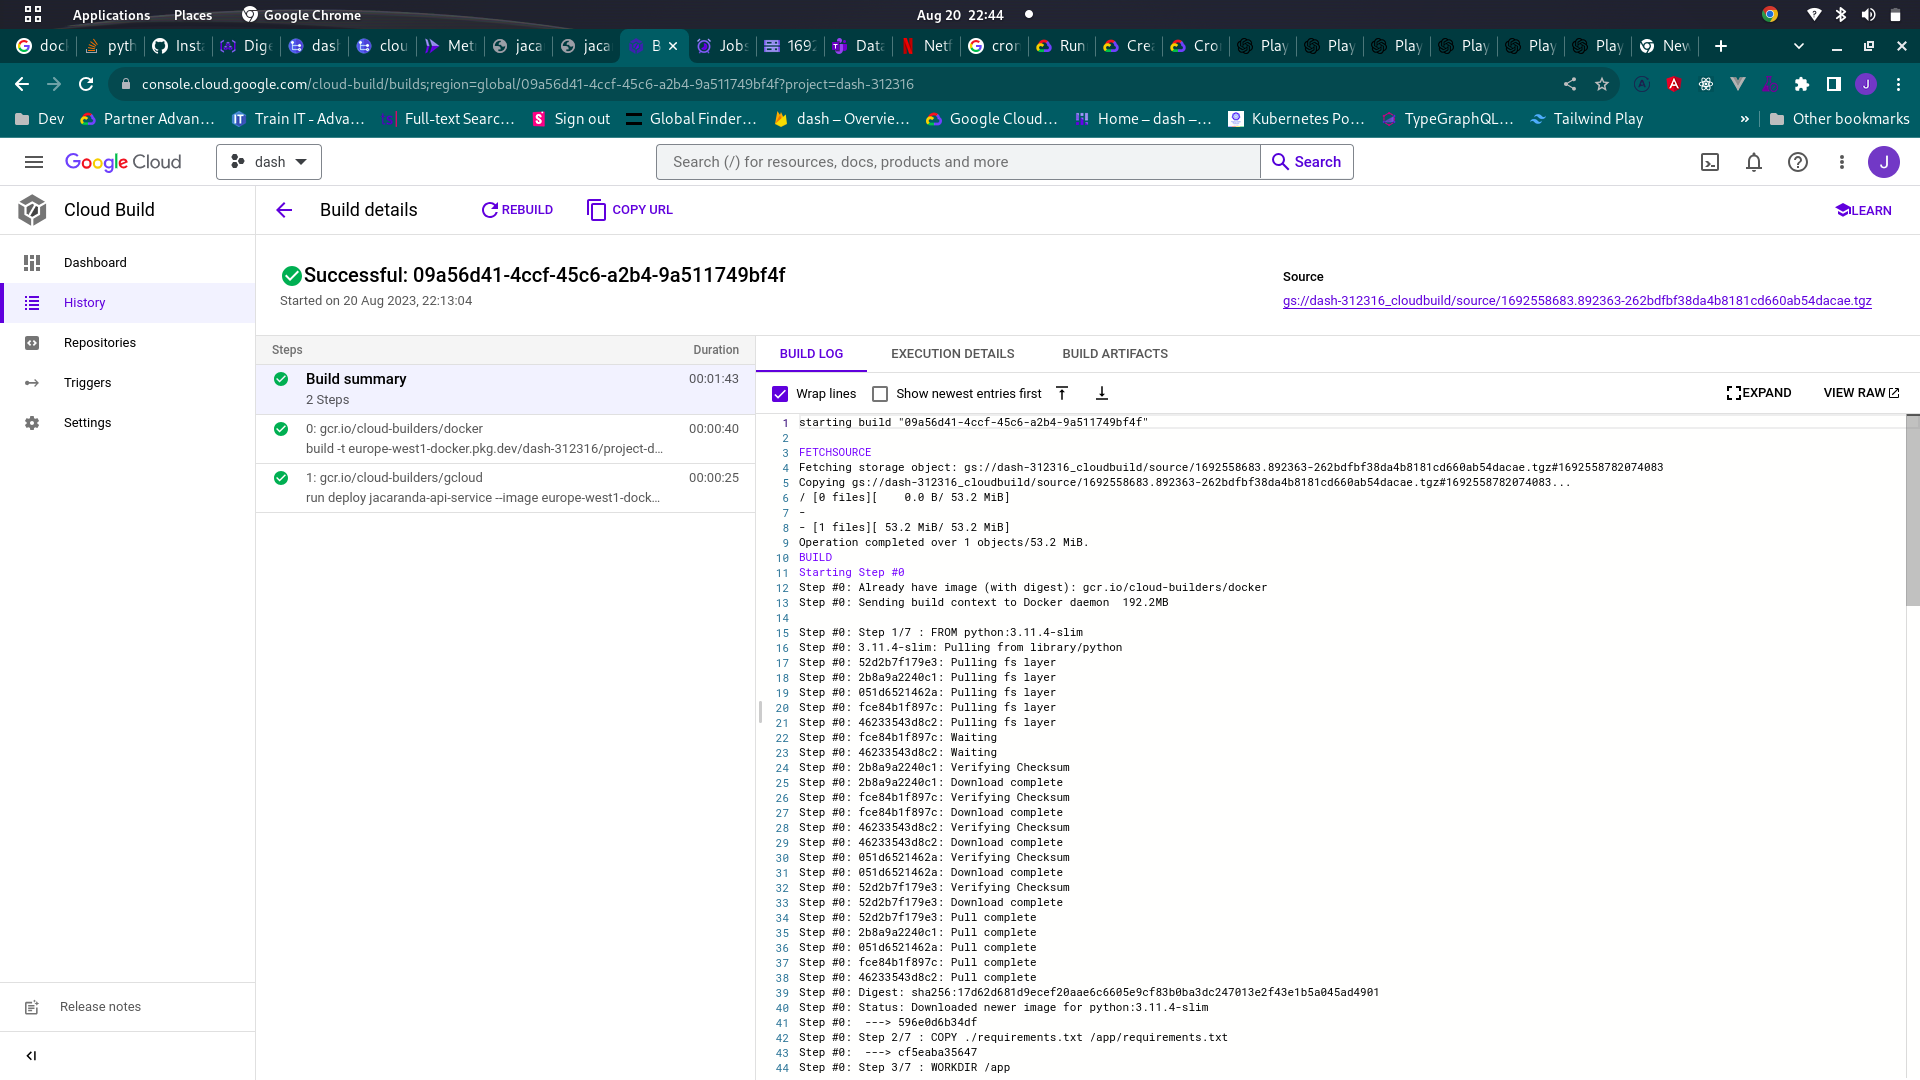 Applications Places Google Chrome Aug 20 22:44
doc pyth Insta Dige dash clou Met jaca jaca B Jobs 1692 Data Netf cron Run Crea Cro Play Play Play Play Play Play New
console.cloud.google.com/cloud-build/builds;region=global/09a56d41-4ccf-45c6-a2b4-9a511749bf4f?project=dash-312316
Dev Partner Advan... Train IT - Adva... Full-text Searc... Sign out Global Finder... dash – Overvie... Google Cloud... Home – dash –... Kubernetes Po... TypeGraphQL... Tailwind Play » Other bookmarks
Google Cloud dash Search (/) for resources, docs, products and more Search J
Cloud Build Build details REBUILD COPY URL LEARN
Dashboard
History
Repositories
Triggers
Settings
Release notes
Successful: 09a56d41-4ccf-45c6-a2b4-9a511749bf4f
Started on 20 Aug 2023, 22:13:04
Source
gs://dash-312316_cloudbuild/source/1692558683.892363-262bdfbf38da4b8181cd660ab54dacae.tgz
Steps Duration
Build summary 00:01:43
2 Steps
0: gcr.io/cloud-builders/docker 00:00:40
build -t europe-west1-docker.pkg.dev/dash-312316/project-d...
1: gcr.io/cloud-builders/gcloud 00:00:25
run deploy jacaranda-api-service --image europe-west1-dock...
BUILD LOG EXECUTION DETAILS BUILD ARTIFACTS
Wrap lines Show newest entries first EXPAND VIEW RAW
1 starting build "09a56d41-4ccf-45c6-a2b4-9a511749bf4f"
2
3 FETCHSOURCE
4 Fetching storage object: gs://dash-312316_cloudbuild/source/1692558683.892363-262bdfbf38da4b8181cd660ab54dacae.tgz#1692558782074083
5 Copying gs://dash-312316_cloudbuild/source/1692558683.892363-262bdfbf38da4b8181cd660ab54dacae.tgz#1692558782074083...
6 / [0 files][    0.0 B/ 53.2 MiB]
7 -
8 - [1 files][ 53.2 MiB/ 53.2 MiB]
9 Operation completed over 1 objects/53.2 MiB.
10 BUILD
11 Starting Step #0
12 Step #0: Already have image (with digest): gcr.io/cloud-builders/docker
13 Step #0: Sending build context to Docker daemon  192.2MB
14
15 Step #0: Step 1/7 : FROM python:3.11.4-slim
16 Step #0: 3.11.4-slim: Pulling from library/python
17 Step #0: 52d2b7f179e3: Pulling fs layer
18 Step #0: 2b8a9a2240c1: Pulling fs layer
19 Step #0: 051d6521462a: Pulling fs layer
20 Step #0: fce84b1f897c: Pulling fs layer
21 Step #0: 46233543d8c2: Pulling fs layer
22 Step #0: fce84b1f897c: Waiting
23 Step #0: 46233543d8c2: Waiting
24 Step #0: 2b8a9a2240c1: Verifying Checksum
25 Step #0: 2b8a9a2240c1: Download complete
26 Step #0: fce84b1f897c: Verifying Checksum
27 Step #0: fce84b1f897c: Download complete
28 Step #0: 46233543d8c2: Verifying Checksum
29 Step #0: 46233543d8c2: Download complete
30 Step #0: 051d6521462a: Verifying Checksum
31 Step #0: 051d6521462a: Download complete
32 Step #0: 52d2b7f179e3: Verifying Checksum
33 Step #0: 52d2b7f179e3: Download complete
34 Step #0: 52d2b7f179e3: Pull complete
35 Step #0: 2b8a9a2240c1: Pull complete
36 Step #0: 051d6521462a: Pull complete
37 Step #0: fce84b1f897c: Pull complete
38 Step #0: 46233543d8c2: Pull complete
39 Step #0: Digest: sha256:17d62d681d9ecef20aae6c6605e9cf83b0ba3dc247013e2f43e1b5a045ad4901
40 Step #0: Status: Downloaded newer image for python:3.11.4-slim
41 Step #0:  ---> 596e0d6b34df
42 Step #0: Step 2/7 : COPY ./requirements.txt /app/requirements.txt
43 Step #0:  ---> cf5eaba35647
44 Step #0: Step 3/7 : WORKDIR /app